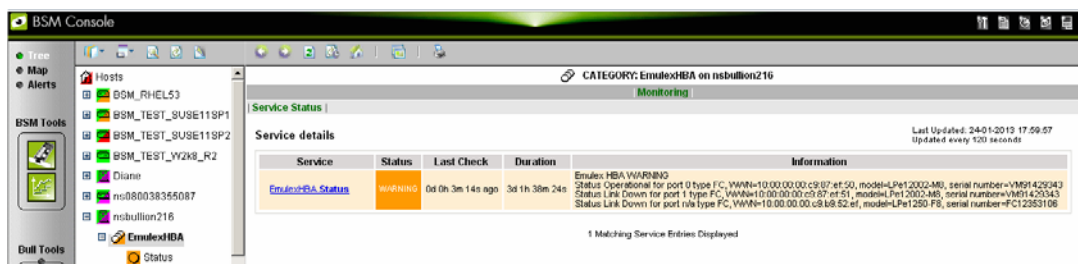 BSM Console
Tree
Map
Alerts
BSM Tools
Bull Tools
Hosts
BSM_RHEL53
BSM_TEST_SUSE11SP1
BSM_TEST_SUSE11SP2
BSM_TEST_W2k8_R2
Diane
ns080038355087
nsbullion216
EmulexHBA
Status
CATEGORY: EmulexHBA on nsbullion216
Monitoring
| Service Status |
Service details
Last Updated: 24-01-2013 17:59:57
Updated every 120 seconds
Service Status Last Check Duration Information
EmulexHBA.Status WARNING 0d 0h 3m 14s ago 3d 1h 38m 24s
Emulex HBA WARNING
Status Operational for port 0 type FC, WWN=10:00:00:00:c9:87:ef:50, model=LPe12002-M8, serial number=VM91429343
Status Link Down for port 1 type FC, WWN=10:00:00:00:c9:87:ef:51, model=LPe12002-M8, serial number=VM91429343
Status Link Down for port n/a type FC, WWN=10:00:00:00:c9:b9:52:ef, model=LPe1250-F8, serial number=FC12353106
1 Matching Service Entries Displayed